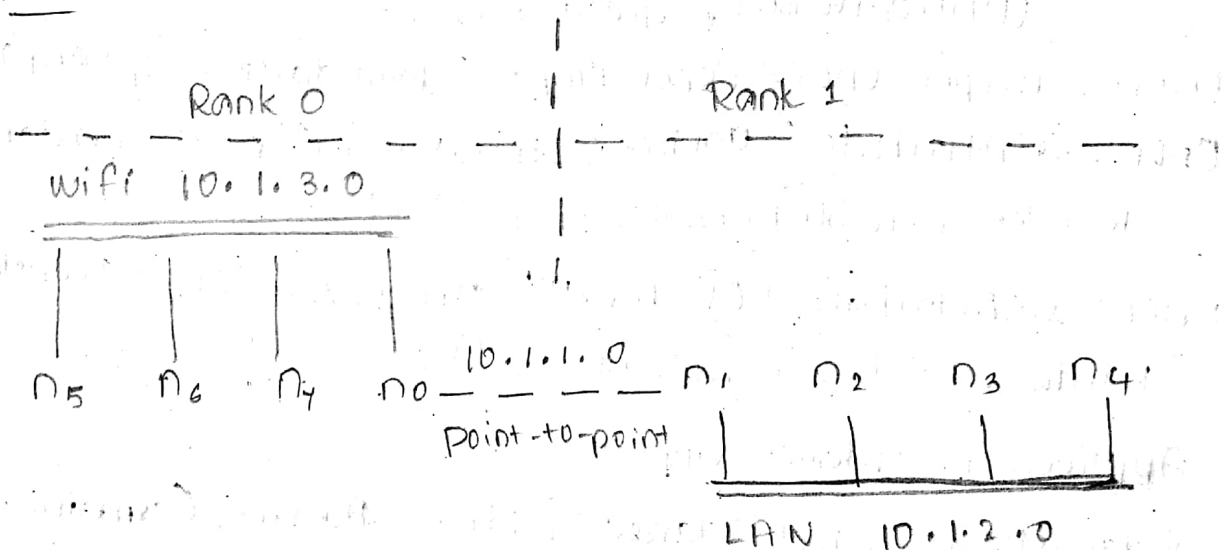 Rank 0
Rank 1
wifi 10.1.3.0
10.1.1.0
n5 n6 n7 n0 n1 n2 n3 n4
point-to-point
LAN 10.1.2.0